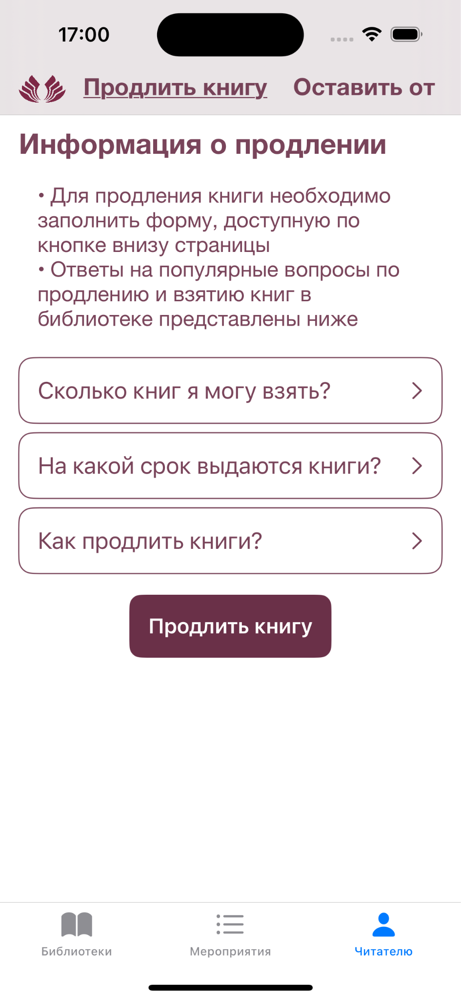 17:00
Продлить книгу Оставить от
Информация о продлении
• Для продления книги необходимо
заполнить форму, доступную по
кнопке внизу страницы
• Ответы на популярные вопросы по
продлению и взятию книг в
библиотеке представлены ниже
Сколько книг я могу взять?
На какой срок выдаются книги?
Как продлить книги?
Продлить книгу
Библиотеки Мероприятия Читателю